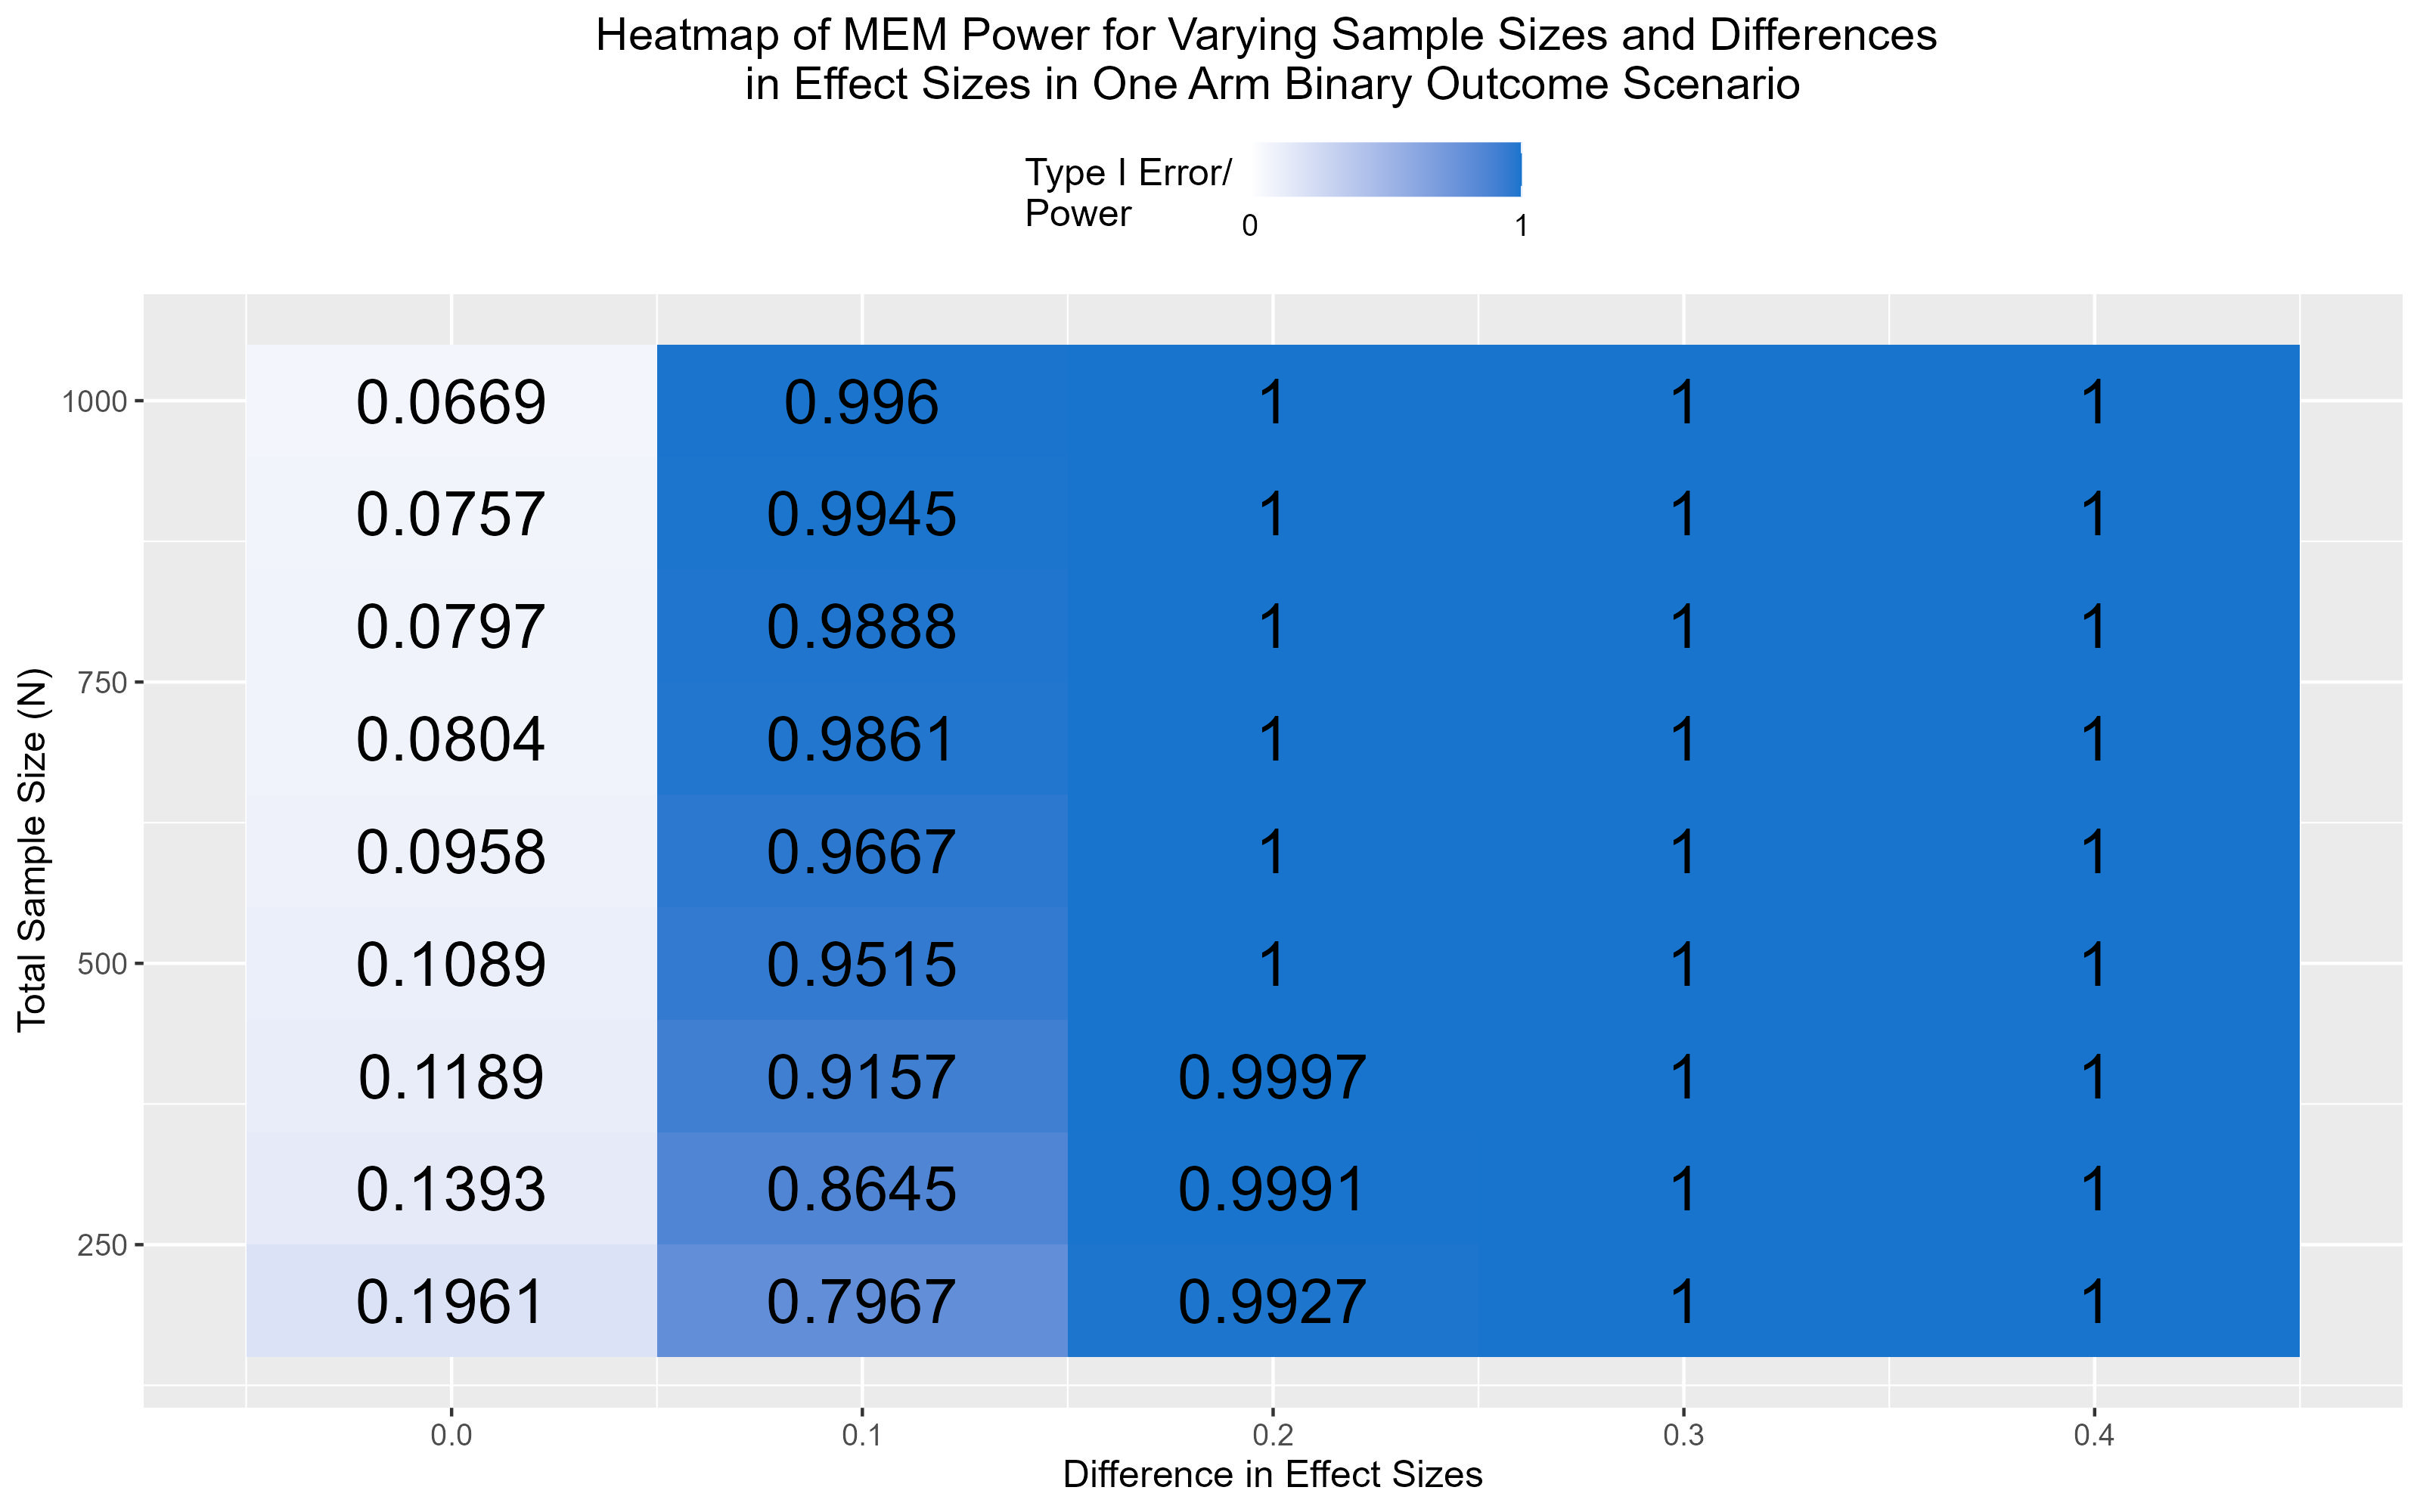 Heatmap of MEM Power for Varying Sample Sizes and Differences
in Effect Sizes in One Arm Binary Outcome Scenario
Type I Error/
Power
0 1
Total Sample Size (N)
1000 0.0669 0.996 1 1 1
0.0757 0.9945 1 1 1
0.0797 0.9888 1 1 1
750
0.0804 0.9861 1 1 1
0.0958 0.9667 1 1 1
500 0.1089 0.9515 1 1 1
0.1189 0.9157 0.9997 1 1
0.1393 0.8645 0.9991 1 1
250
0.1961 0.7967 0.9927 1 1
0.0 0.1 0.2 0.3 0.4
Difference in Effect Sizes